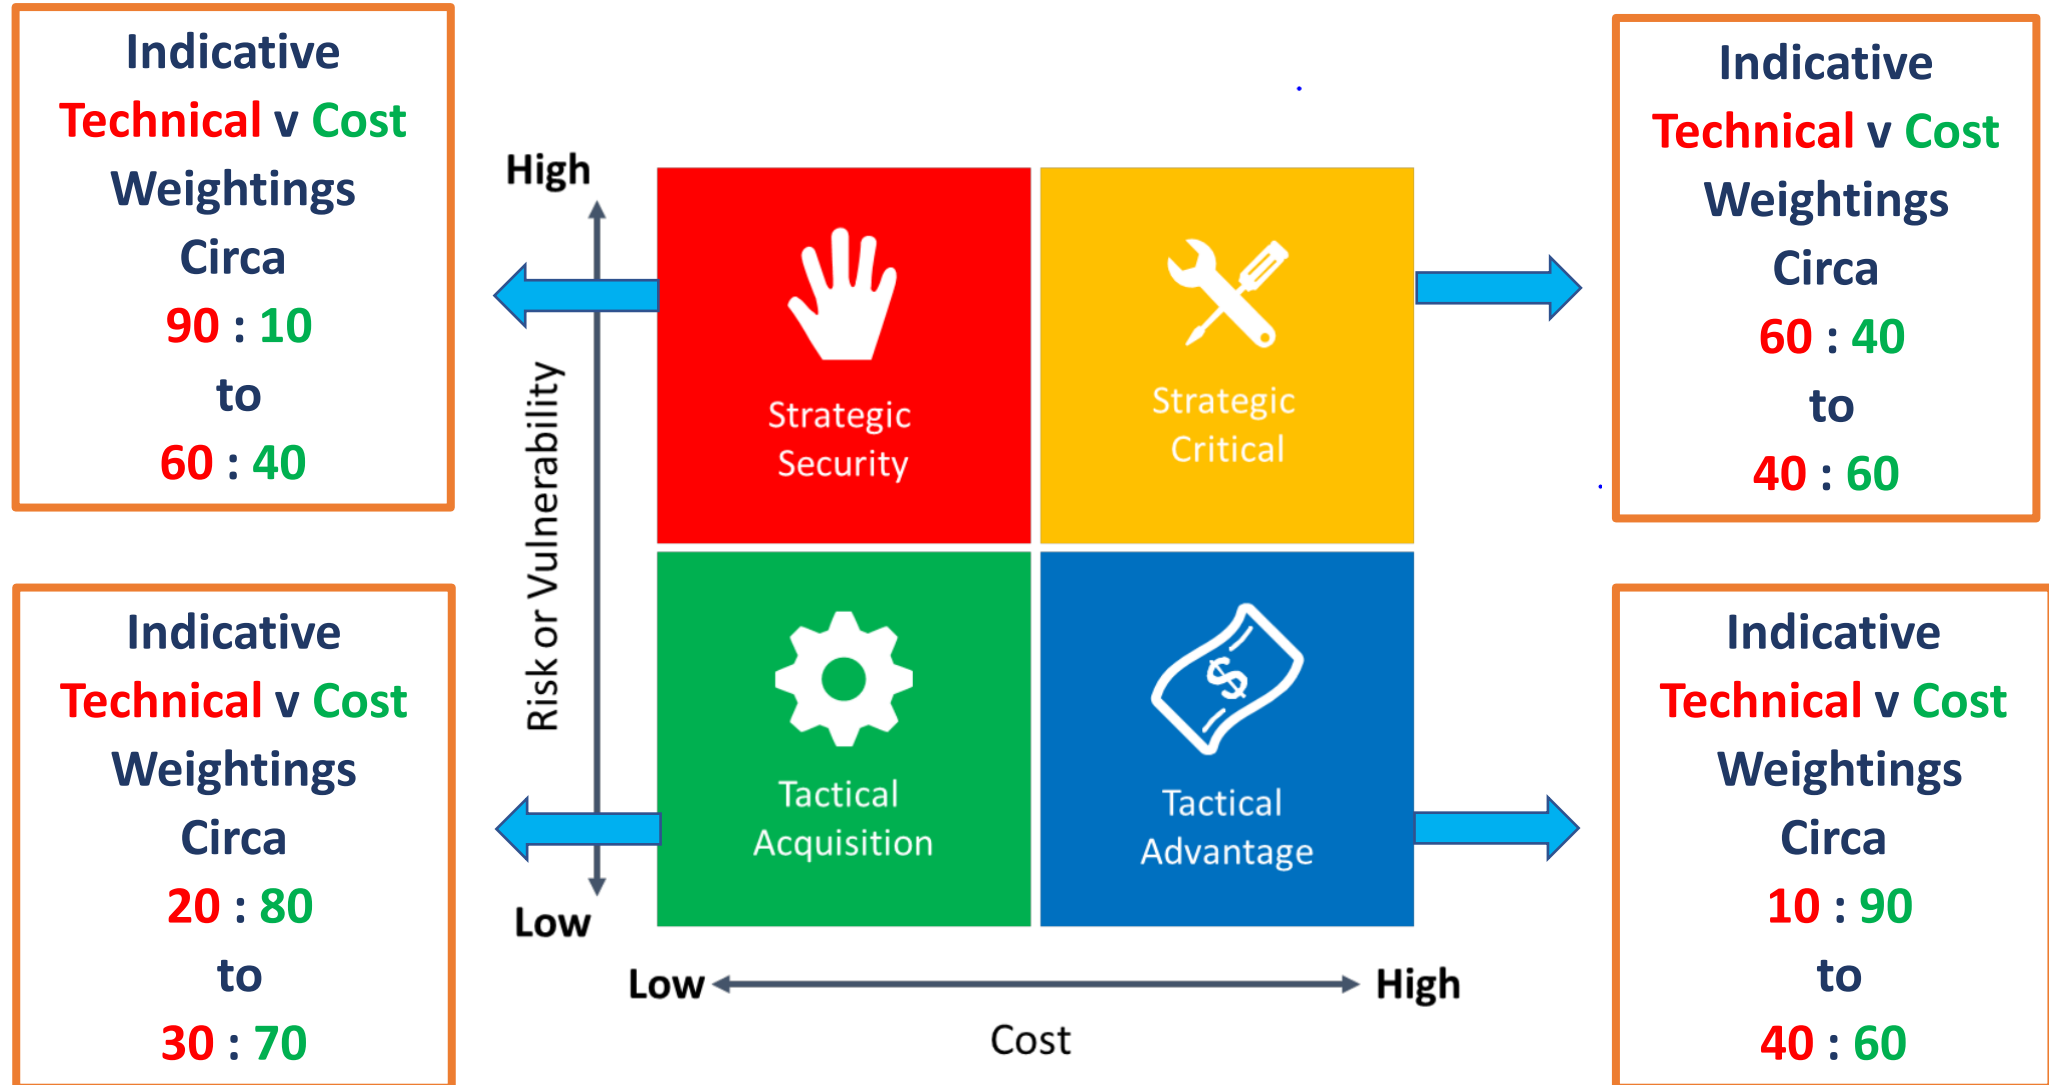 Indicative
Technical v Cost
Weightings
Circa
90 : 10
to
60 : 40
Indicative
Technical v Cost
Weightings
Circa
60 : 40
to
40 : 60
High
Risk or Vulnerability
Low
Strategic
Security
Strategic
Critical
Tactical
Acquisition
$
Tactical
Advantage
Low
High
Cost
Indicative
Technical v Cost
Weightings
Circa
20 : 80
to
30 : 70
Indicative
Technical v Cost
Weightings
Circa
10 : 90
to
40 : 60